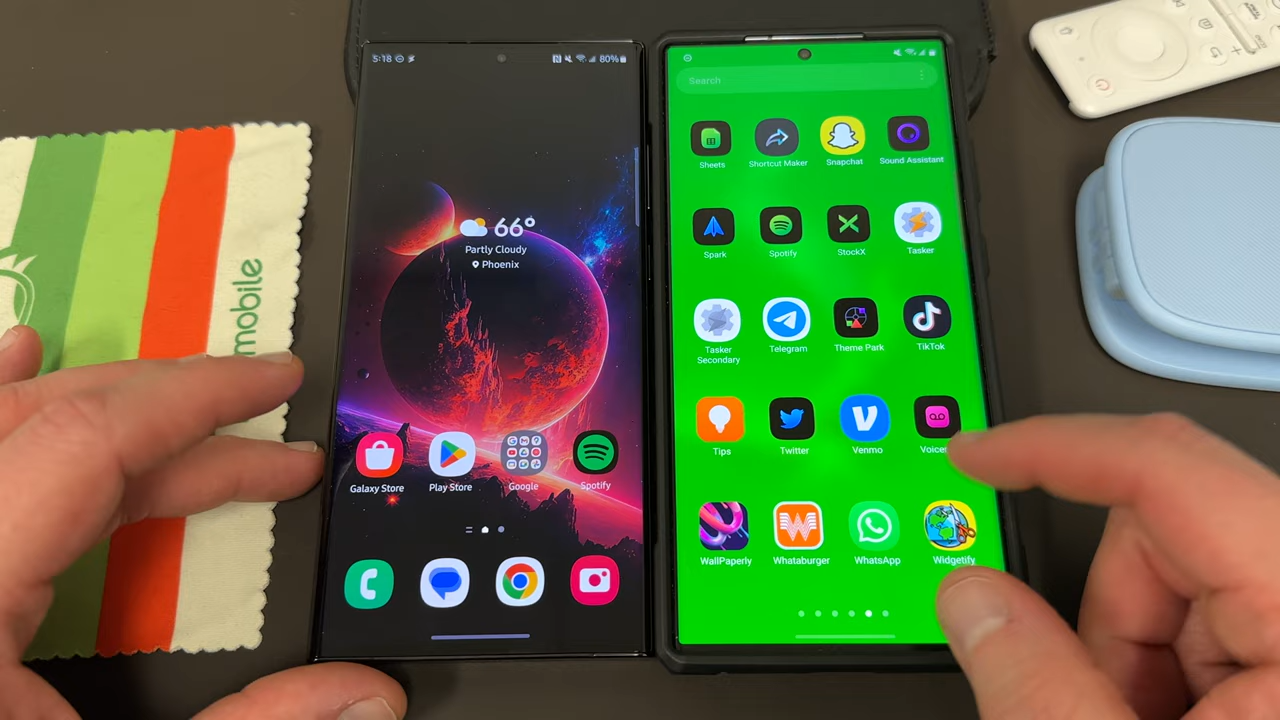 mobile
5:18
80%
66°
Partly Cloudy
Phoenix
Galaxy Store
Play Store
Google
Spotify
Search
Sheets
Shortcut Maker
Snapchat
Sound Assistant
Spark
Spotify
StockX
Tasker
Tasker
Secondary
Telegram
Theme Park
TikTok
Tips
Twitter
Venmo
WallPaperly
Whataburger
WhatsApp
Widgetify